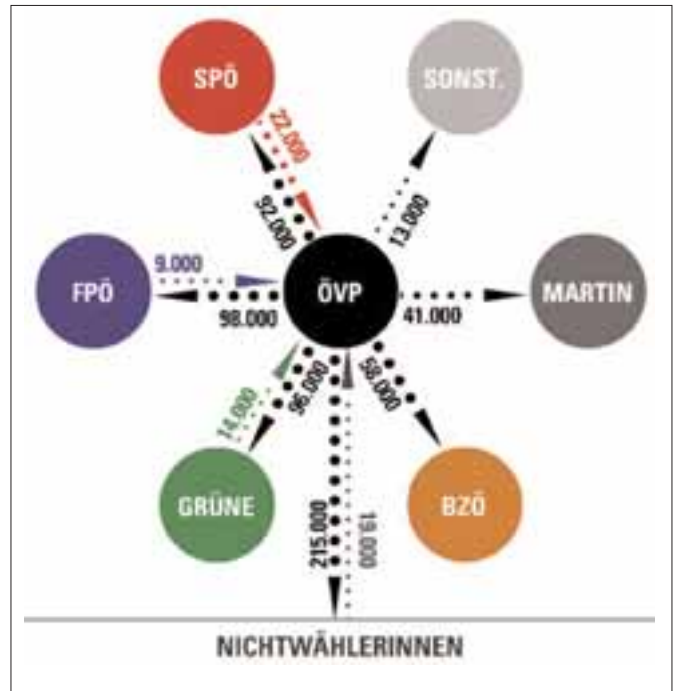 SPÖ
SONST.
22.000
92.000
13.000
FPÖ
9.000
98.000
ÖVP
41.000
MARTIN
14.000
96.000
58.000
GRÜNE
BZÖ
215.000
19.000
NICHTWÄHLERINNEN